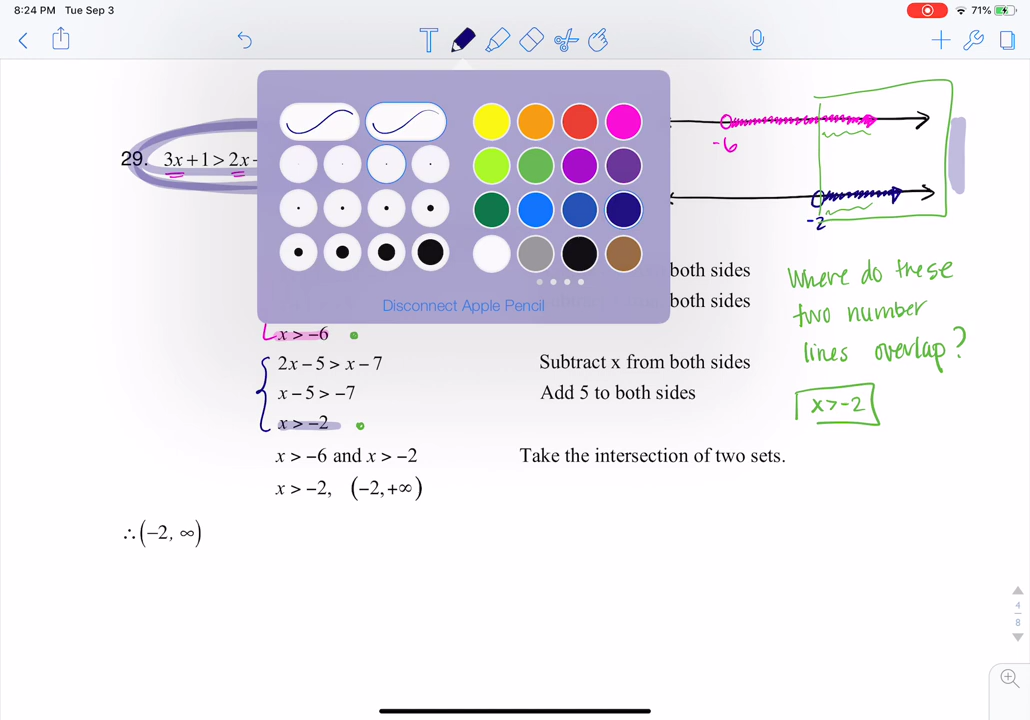 8:24 PM Tue Sep 3
71%
T
29. 3x + 1 > 2x -
-6
-2
Disconnect Apple Pencil
both sides
both sides
x > −6
2x − 5 > x − 7 Subtract x from both sides
x − 5 > −7 Add 5 to both sides
x > −2
x > −6 and x > −2 Take the intersection of two sets.
x > −2, (−2, +∞)
∴ (−2, ∞)
Where do these
two number
lines overlap?
x > -2
4
8